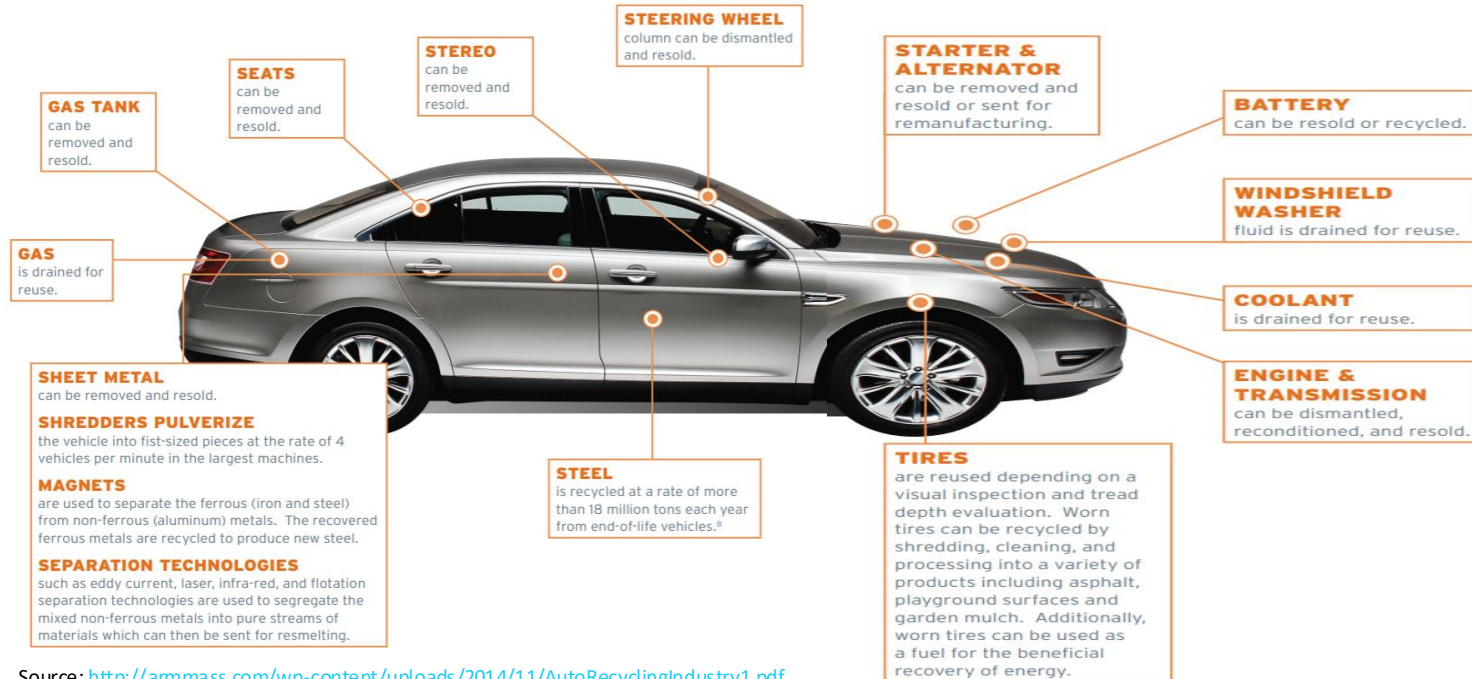 STEERING WHEEL
column can be dismantled
and resold.
STEREO
can be
removed and
resold.
SEATS
can be
removed and
resold.
GAS TANK
can be
removed and
resold.
GAS
is drained for
reuse.
STARTER &
ALTERNATOR
can be removed and
resold or sent for
remanufacturing.
BATTERY
can be resold or recycled.
WINDSHIELD
WASHER
fluid is drained for reuse.
COOLANT
is drained for reuse.
ENGINE &
TRANSMISSION
can be dismantled,
reconditioned, and resold.
SHEET METAL
can be removed and resold.
SHREDDERS PULVERIZE
the vehicle into fist-sized pieces at the rate of 4
vehicles per minute in the largest machines.
MAGNETS
are used to separate the ferrous (iron and steel)
from non-ferrous (aluminum) metals. The recovered
ferrous metals are recycled to produce new steel.
SEPARATION TECHNOLOGIES
such as eddy current, laser, infra-red, and flotation
separation technologies are used to segregate the
mixed non-ferrous metals into pure streams of
materials which can then be sent for resmelting.
STEEL
is recycled at a rate of more
than 18 million tons each year
from end-of-life vehicles.⁸
TIRES
are reused depending on a
visual inspection and tread
depth evaluation. Worn
tires can be recycled by
shredding, cleaning, and
processing into a variety of
products including asphalt,
playground surfaces and
garden mulch. Additionally,
worn tires can be used as
a fuel for the beneficial
recovery of energy.
Source: http://armmass.com/wp-content/uploads/2014/11/AutoRecyclingIndustry1.pdf